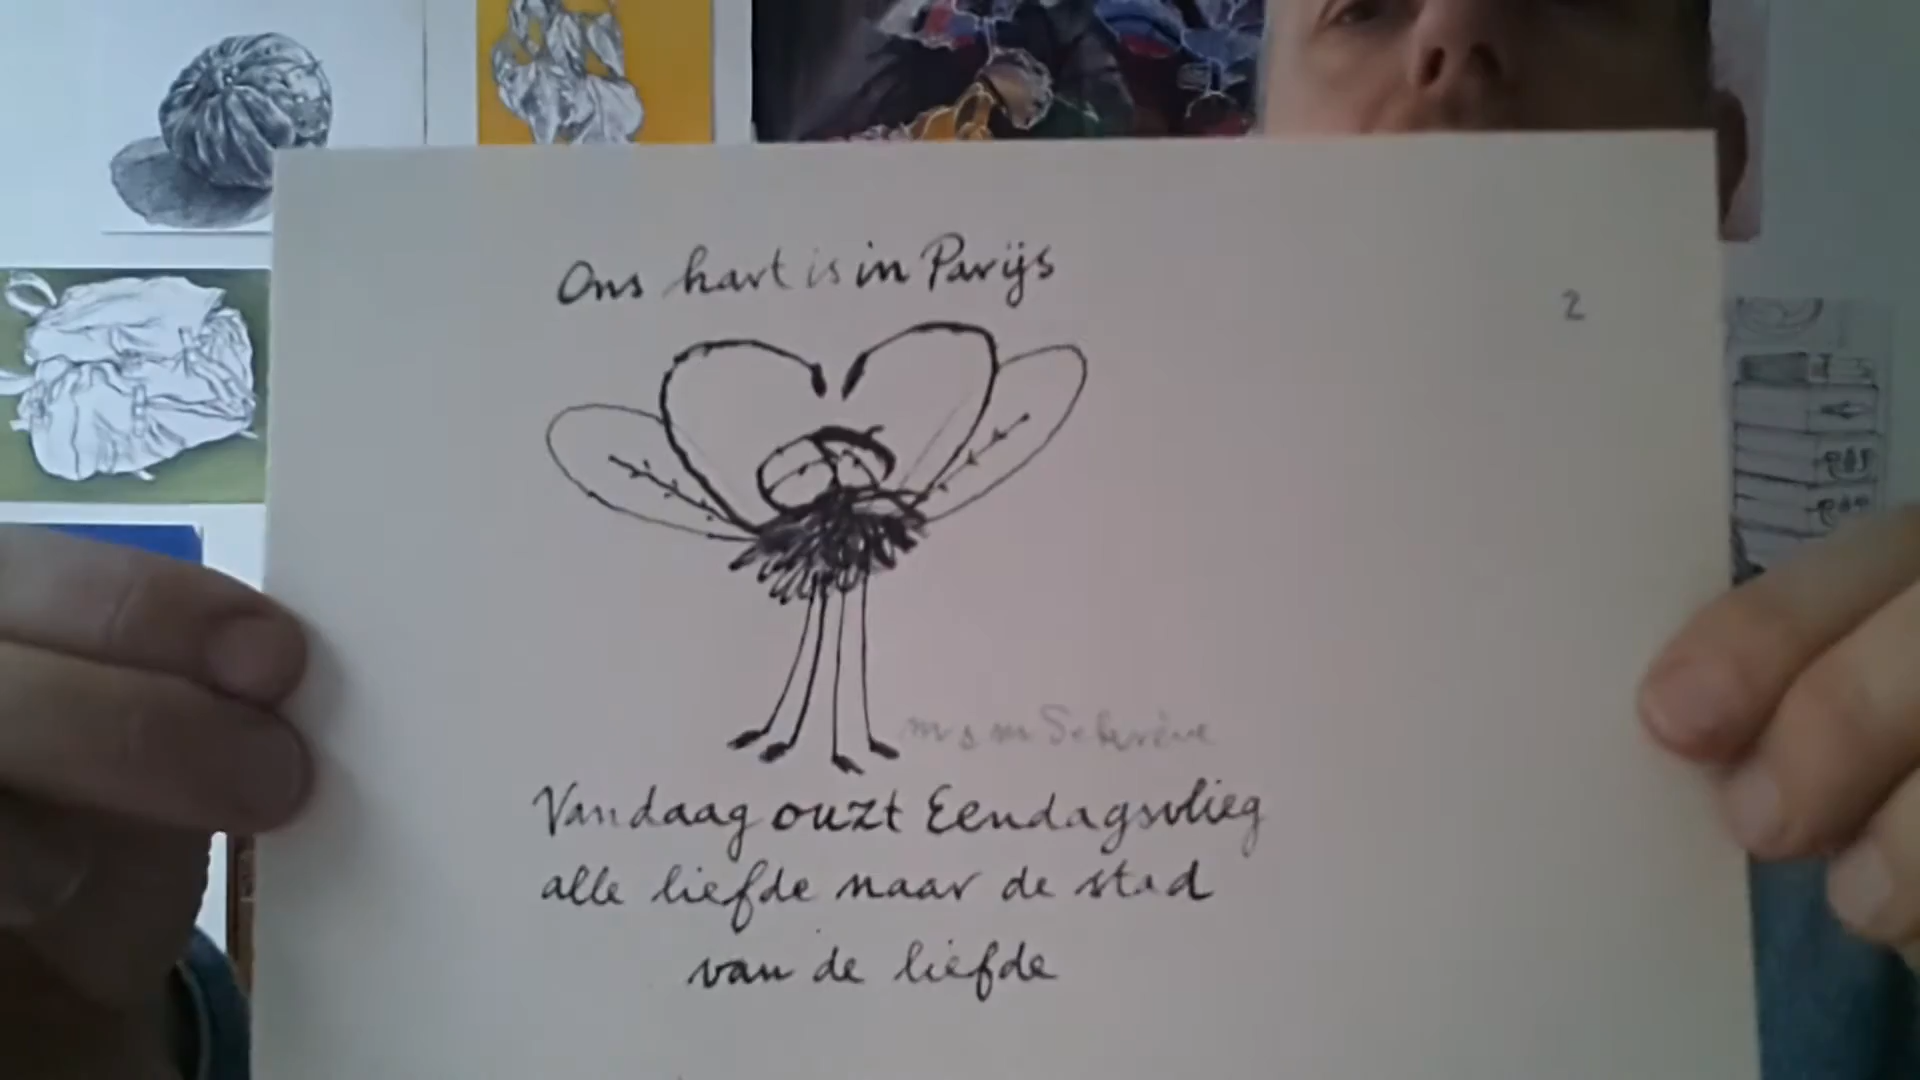 Ons hart is in Parijs
2
Vandaag ouzt Eendagsvlieg
alle liefde naar de stad
van de liefde